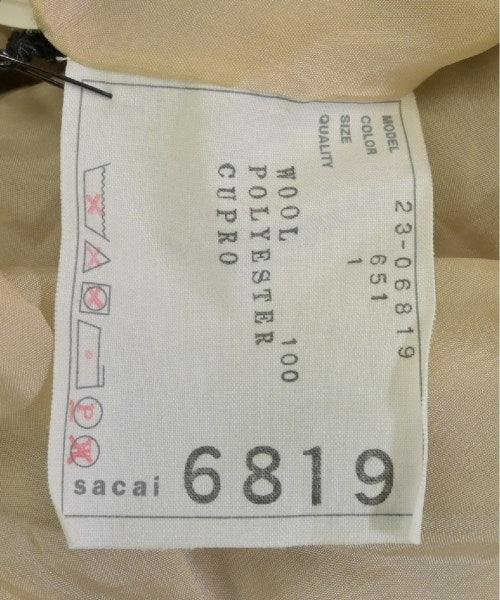 MODEL 23-06819
COLOR 651
SIZE 1
QUALITY
WOOL 100
POLYESTER
CUPRO
P
W
sacai 6819